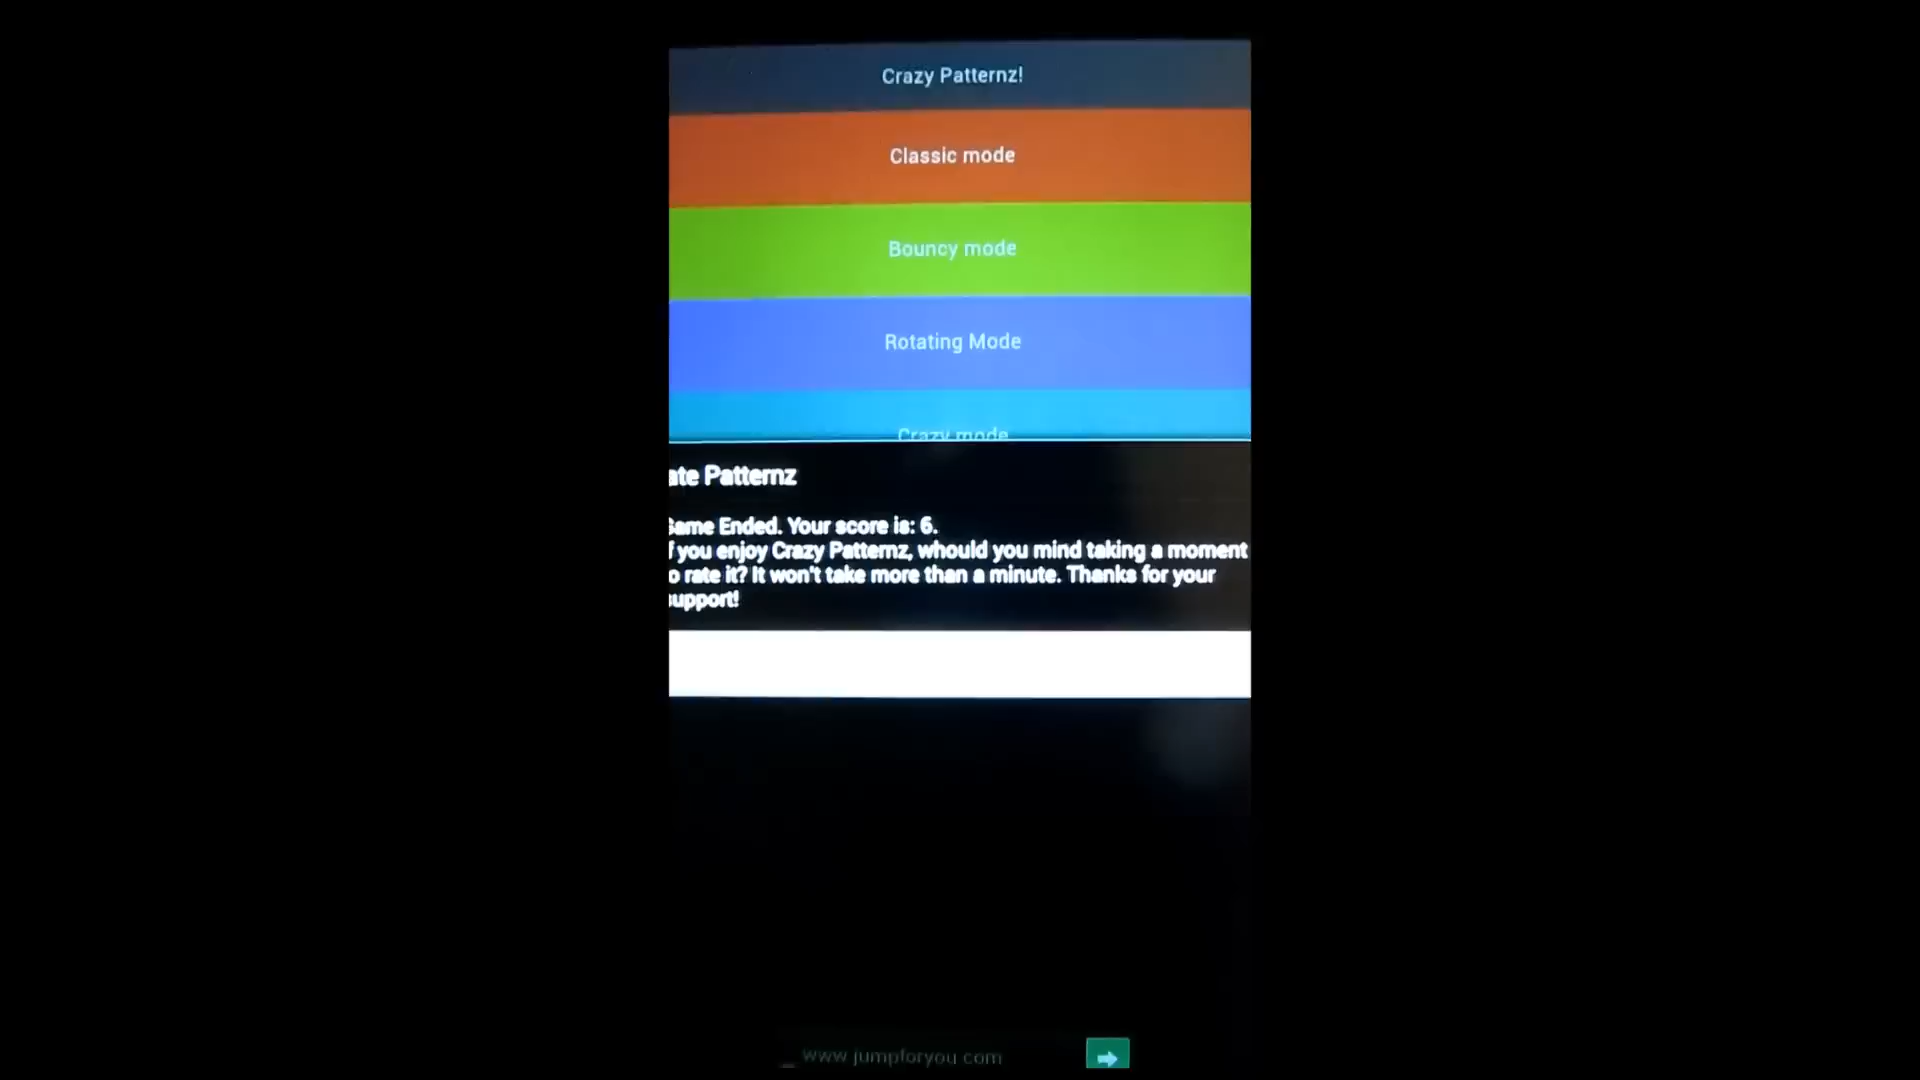 Crazy Patternz!
Classic mode
Bouncy mode
Rotating Mode
Crazy mode
ate Patternz
ame Ended. Your score is: 6.
f you enjoy Crazy Patternz, whould you mind taking a moment
o rate it? It won't take more than a minute. Thanks for your
upport!
www jumpforyou com